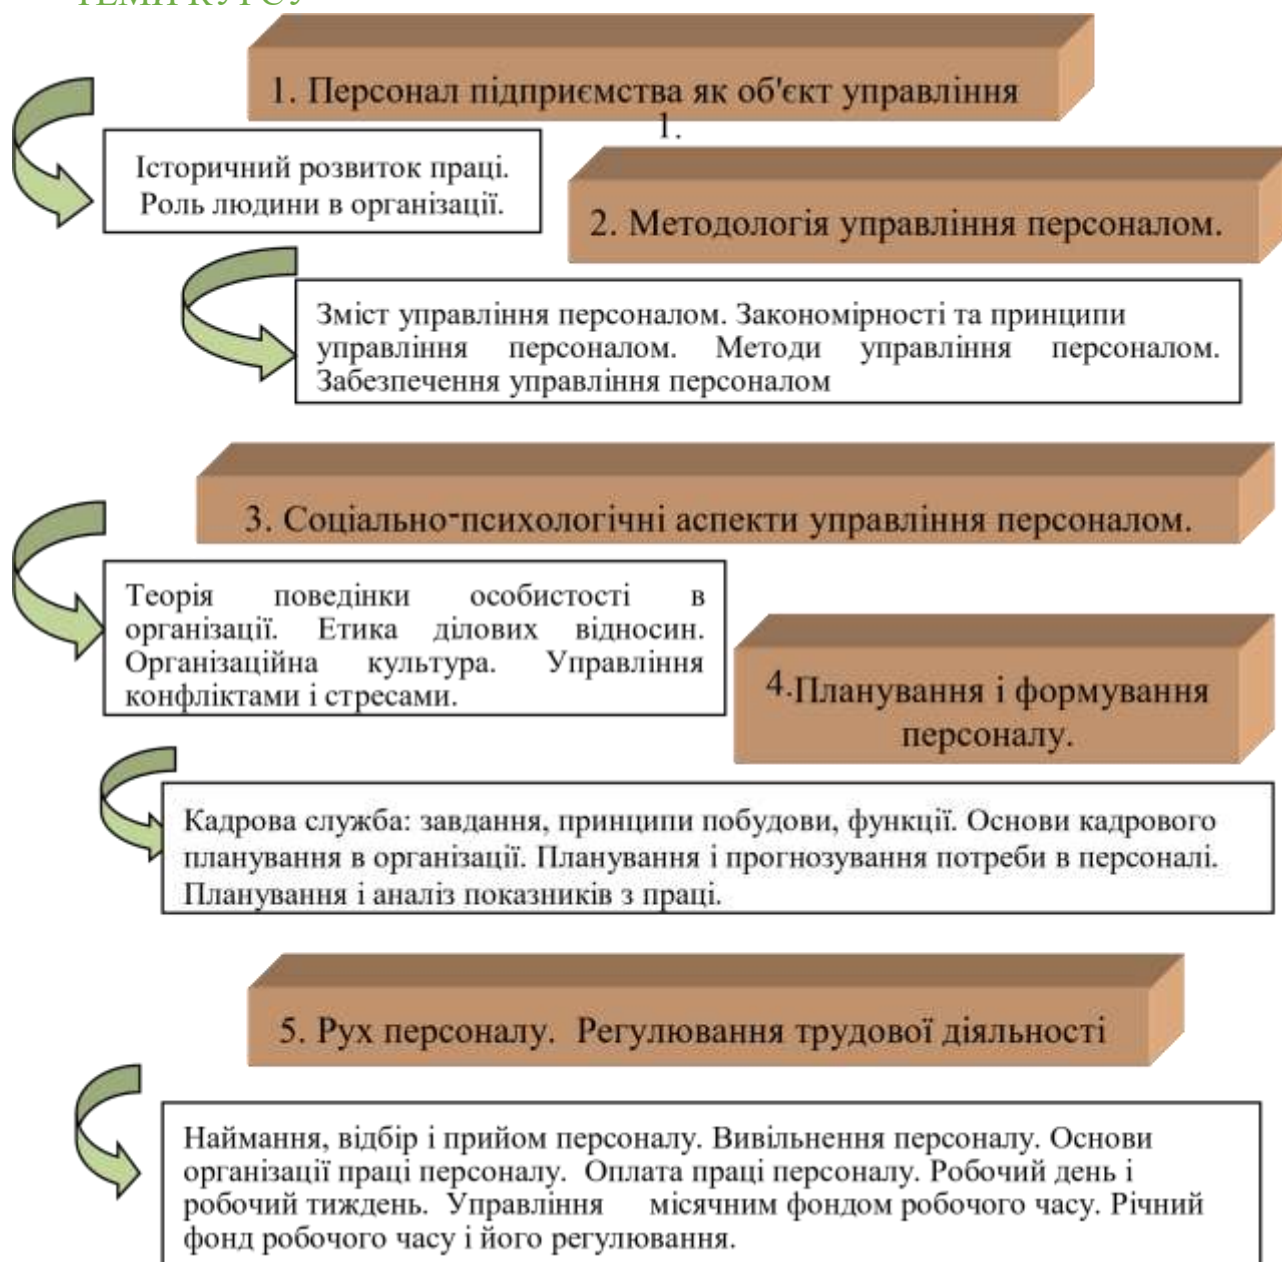 ТЕМИ КУРСУ
1. Персонал підприємства як об'єкт управління
1.
Історичний розвиток праці.
Роль людини в організації.
2. Методологія управління персоналом.
Зміст управління персоналом. Закономірності та принципи
управління персоналом. Методи управління персоналом.
Забезпечення управління персоналом
3. Соціально-психологічні аспекти управління персоналом.
Теорія поведінки особистості в
організації. Етика ділових відносин.
Організаційна культура. Управління
конфліктами і стресами.
4.Планування і формування
персоналу.
Кадрова служба: завдання, принципи побудови, функції. Основи кадрового
планування в організації. Планування і прогнозування потреби в персоналі.
Планування і аналіз показників з праці.
5. Рух персоналу. Регулювання трудової діяльності
Наймання, відбір і прийом персоналу. Вивільнення персоналу. Основи
організації праці персоналу. Оплата праці персоналу. Робочий день і
робочий тиждень. Управління місячним фондом робочого часу. Річний
фонд робочого часу і його регулювання.